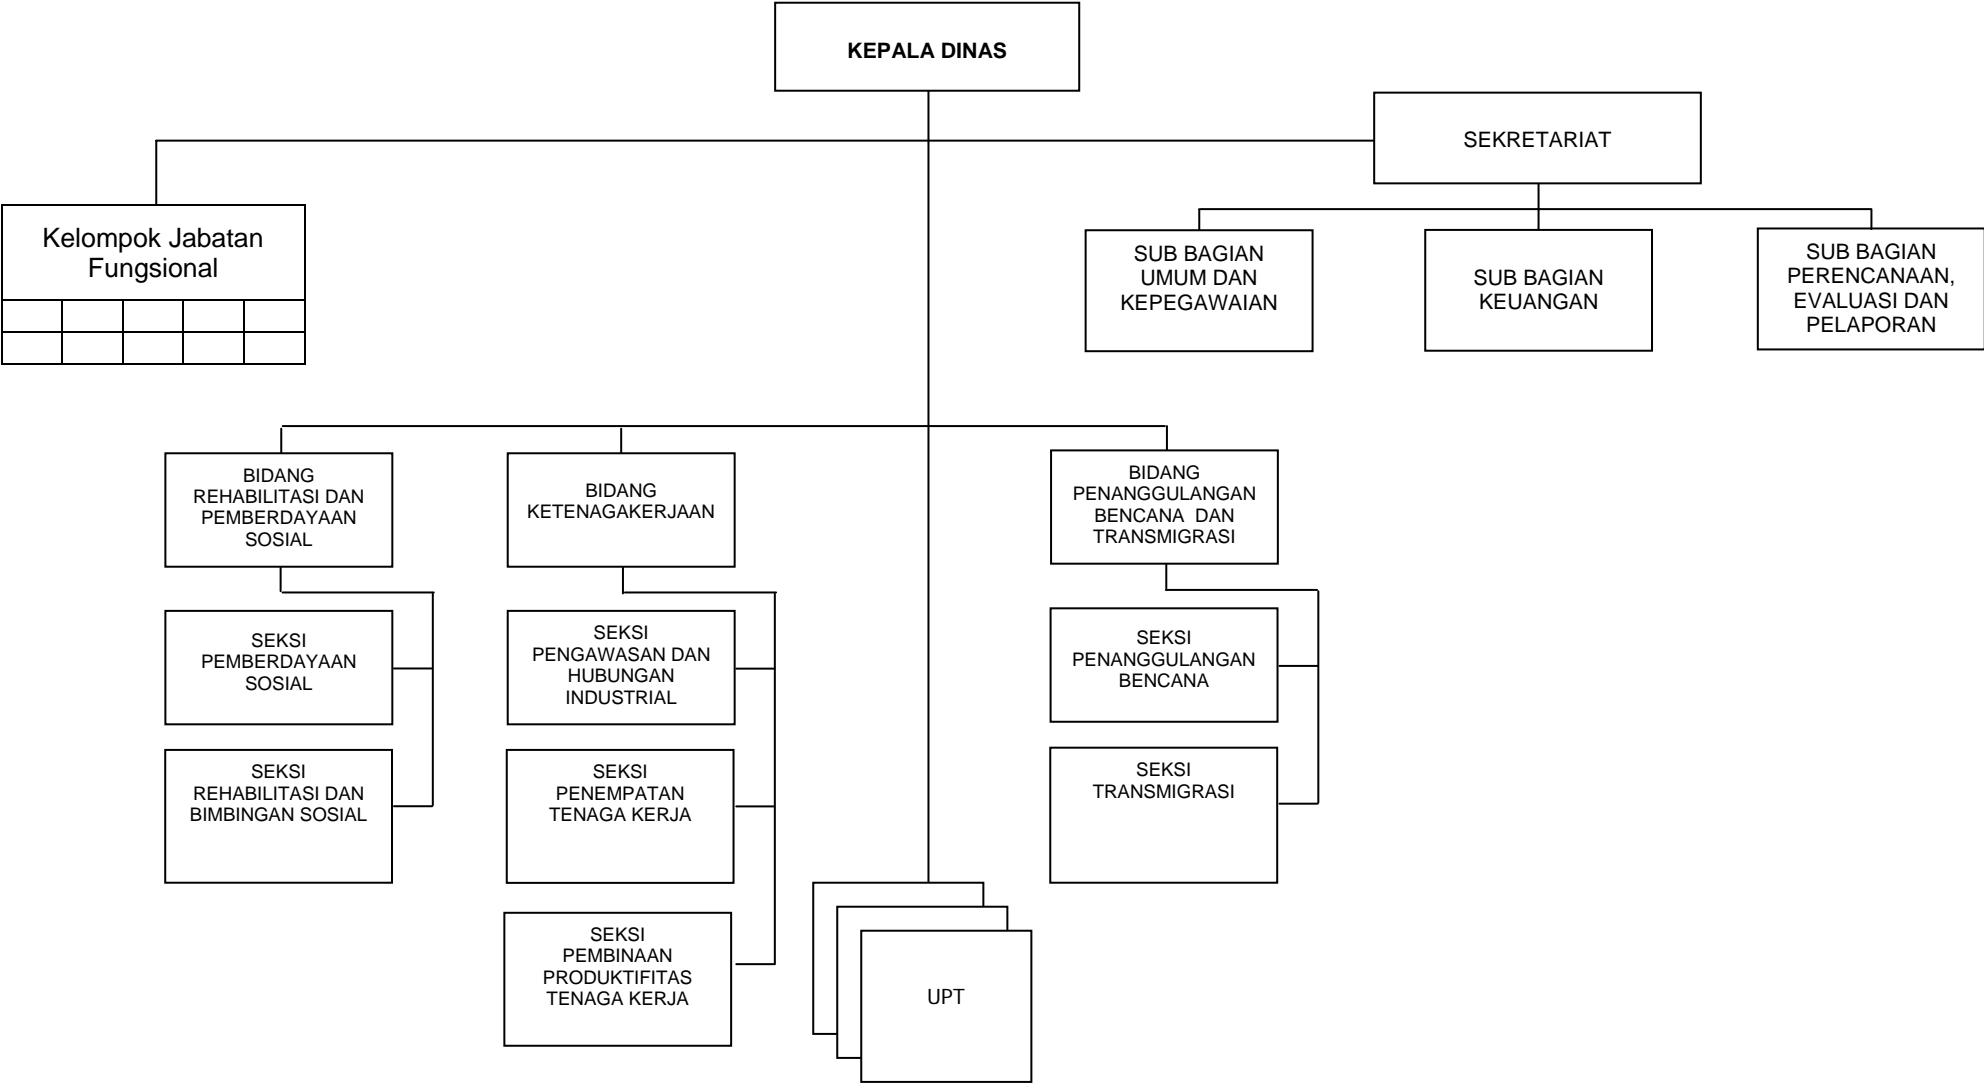 KEPALA DINAS
SEKRETARIAT
Kelompok Jabatan
Fungsional
SUB BAGIAN
UMUM DAN
KEPEGAWAIAN
SUB BAGIAN
KEUANGAN
SUB BAGIAN
PERENCANAAN,
EVALUASI DAN
PELAPORAN
BIDANG
REHABILITASI DAN
PEMBERDAYAAN
SOSIAL
BIDANG
KETENAGAKERJAAN
BIDANG
PENANGGULANGAN
BENCANA DAN
TRANSMIGRASI
SEKSI
PEMBERDAYAAN
SOSIAL
SEKSI
PENGAWASAN DAN
HUBUNGAN
INDUSTRIAL
SEKSI
PENANGGULANGAN
BENCANA
SEKSI
REHABILITASI DAN
BIMBINGAN SOSIAL
SEKSI
PENEMPATAN
TENAGA KERJA
SEKSI
TRANSMIGRASI
SEKSI
PEMBINAAN
PRODUKTIFITAS
TENAGA KERJA
UPT